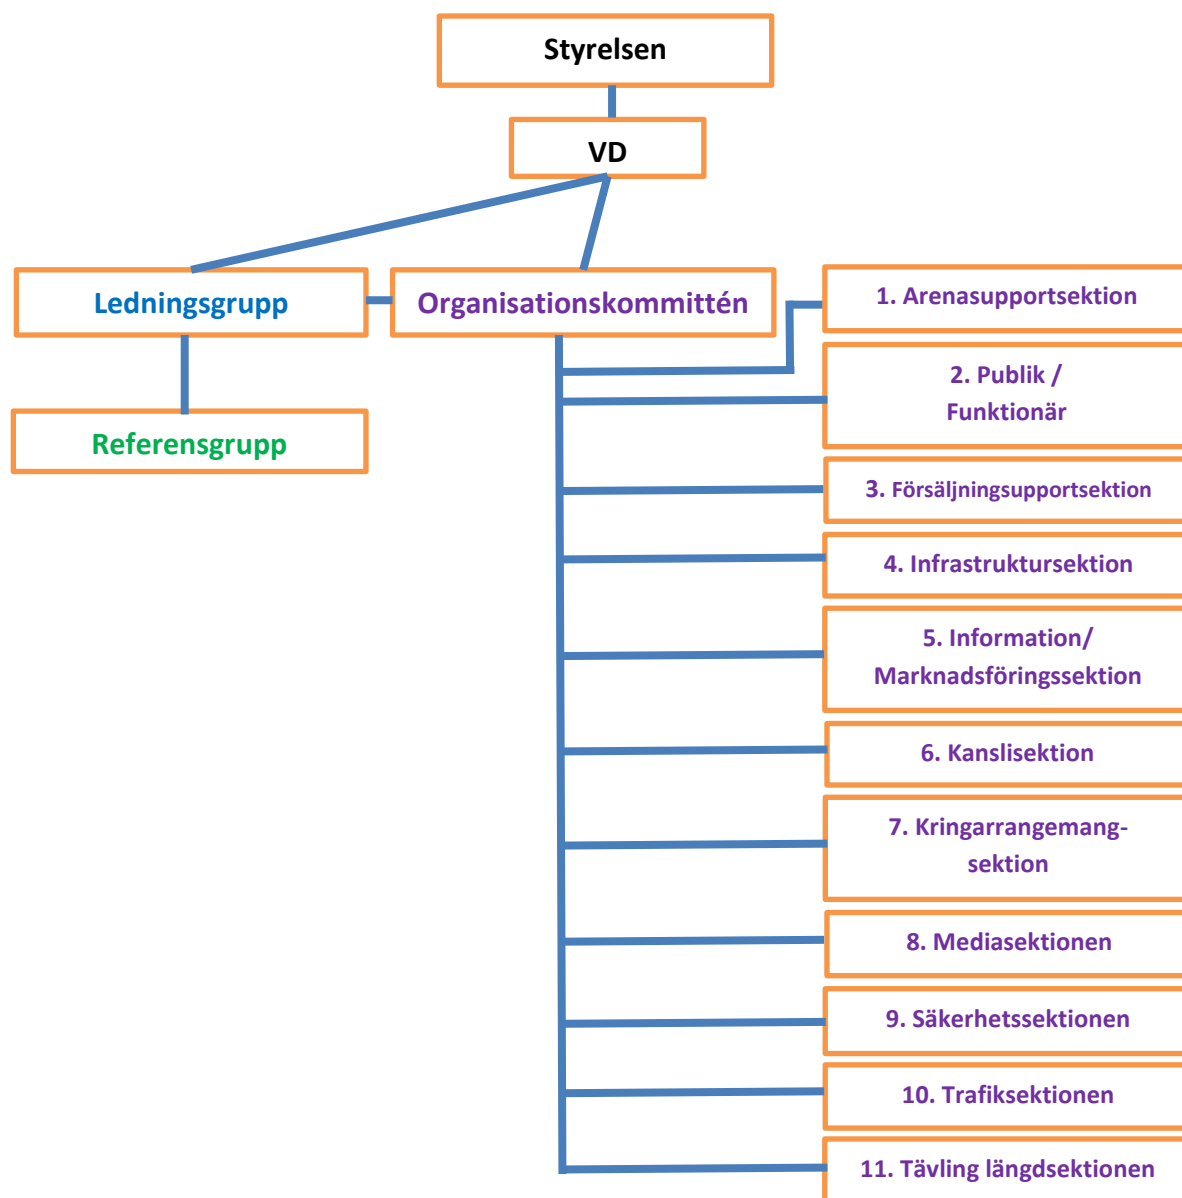 Styrelsen
VD
Ledningsgrupp
Organisationskommittén
Referensgrupp
1. Arenasupportsektion
2. Publik /
Funktionär
3. Försäljningsupportsektion
4. Infrastruktursektion
5. Information/
Marknadsföringssektion
6. Kanslisektion
7. Kringarrangemang-
sektion
8. Mediasektionen
9. Säkerhetssektionen
10. Trafiksektionen
11. Tävling längdsektionen